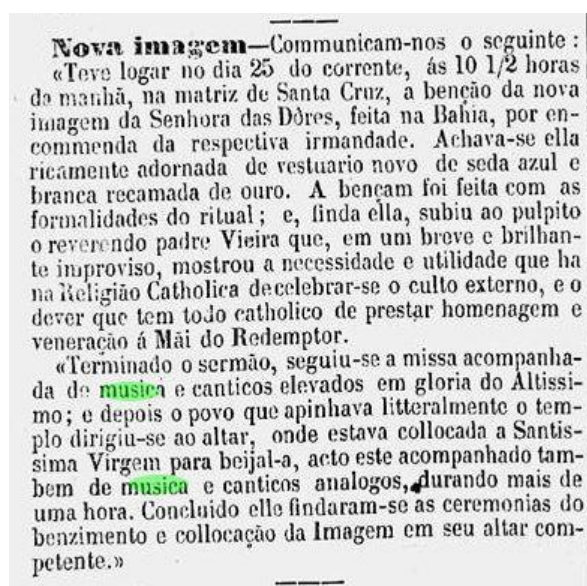 Nova imagem—Communicam-nos o seguinte :
«Teve logar no dia 25 do corrente, ás 10 1/2 horas
da manhã, na matriz de Santa Cruz, a benção da nova
imagem da Senhora das Dôres, feita na Bahia, por en-
commenda da respectiva irmandade. Achava-se ella
ricamente adornada de vestuario novo de seda azul e
branca recamada de ouro. A bençam foi feita com as
formalidades do ritual ; e, finda ella, subiu ao pulpito
o reverendo padre Vieira que, em um breve e brilhan-
te improviso, mostrou a necessidade e utilidade que ha
na Religião Catholica decelebrar-se o culto externo, e o
dever que tem todo catholico de prestar homenagem e
veneração á Mãi do Redemptor.
«Terminado o sermão, seguiu-se a missa acompanha-
da de musica e canticos elevados em gloria do Altissi-
mo ; e depois o povo que apinhava litteralmente o tem-
plo dirigiu-se ao altar, onde estava collocada a Santis-
sima Virgem para beijal-a, acto este acompanhado tam-
bem de musica e canticos analogos, durando mais de
uma hora. Concluido elle findaram-se as ceremonias do
benzimento e collocação da Imagem em seu altar com-
petente.»